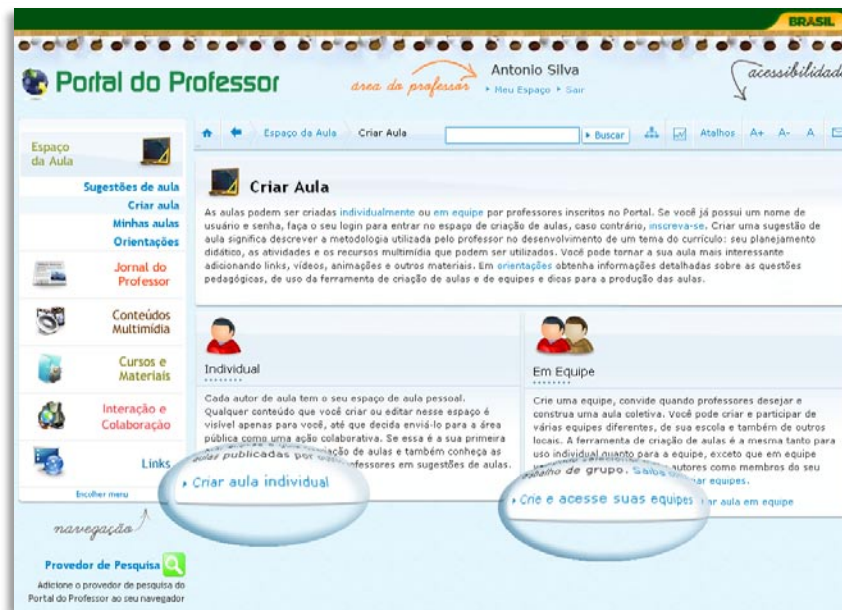 BRASIL
Portal do Professor
área do professor
Antonio Silva
Meu Espaço Sair
acessibilidade
Espaço da Aula Criar Aula
Buscar
Atalhos A+ A- A
Espaço
da Aula
Sugestões de aula
Criar aula
Minhas aulas
Orientações
Jornal do
Professor
Conteúdos
Multimídia
Cursos e
Materiais
Interação e
Colaboração
Links
Encolher menu
navegação
Provedor de Pesquisa
Adicione o provedor de pesquisa do
Portal do Professor ao seu navegador
Criar Aula
As aulas podem ser criadas individualmente ou em equipe por professores inscritos no Portal. Se você já possui um nome de
usuário e senha, faça o seu login para entrar no espaço de criação de aulas, caso contrário, inscreva-se. Criar uma sugestão de
aula significa descrever a metodologia utilizada pelo professor no desenvolvimento de um tema do currículo: seu planejamento
didático, as atividades e os recursos multimídia que podem ser utilizados. Você pode tornar a sua aula mais interessante
adicionando links, vídeos, animações e outros materiais. Em orientações obtenha informações detalhadas sobre as questões
pedagógicas, de uso da ferramenta de criação de aulas e de equipes e dicas para a produção das aulas.
Individual
Cada autor de aula tem o seu espaço de aula pessoal.
Qualquer conteúdo que você criar ou editar nesse espaço é
visível apenas para você, até que decida enviá-lo para a área
pública como uma ação colaborativa. Se essa é a sua primeira
criação de aulas e também conheça as
aulas publicadas por professores em sugestões de aulas.
Criar aula individual
Em Equipe
Crie uma equipe, convide quando professores desejar e
construa uma aula coletiva. Você pode criar e participar de
várias equipes diferentes, de sua escola e também de outros
locais. A ferramenta de criação de aulas é a mesma tanto para
uso individual quanto para a equipe, exceto que em equipe
autores como membros do seu
trabalho de grupo. Saiba
equipes.
Crie e acesse suas equipes
aula em equipe